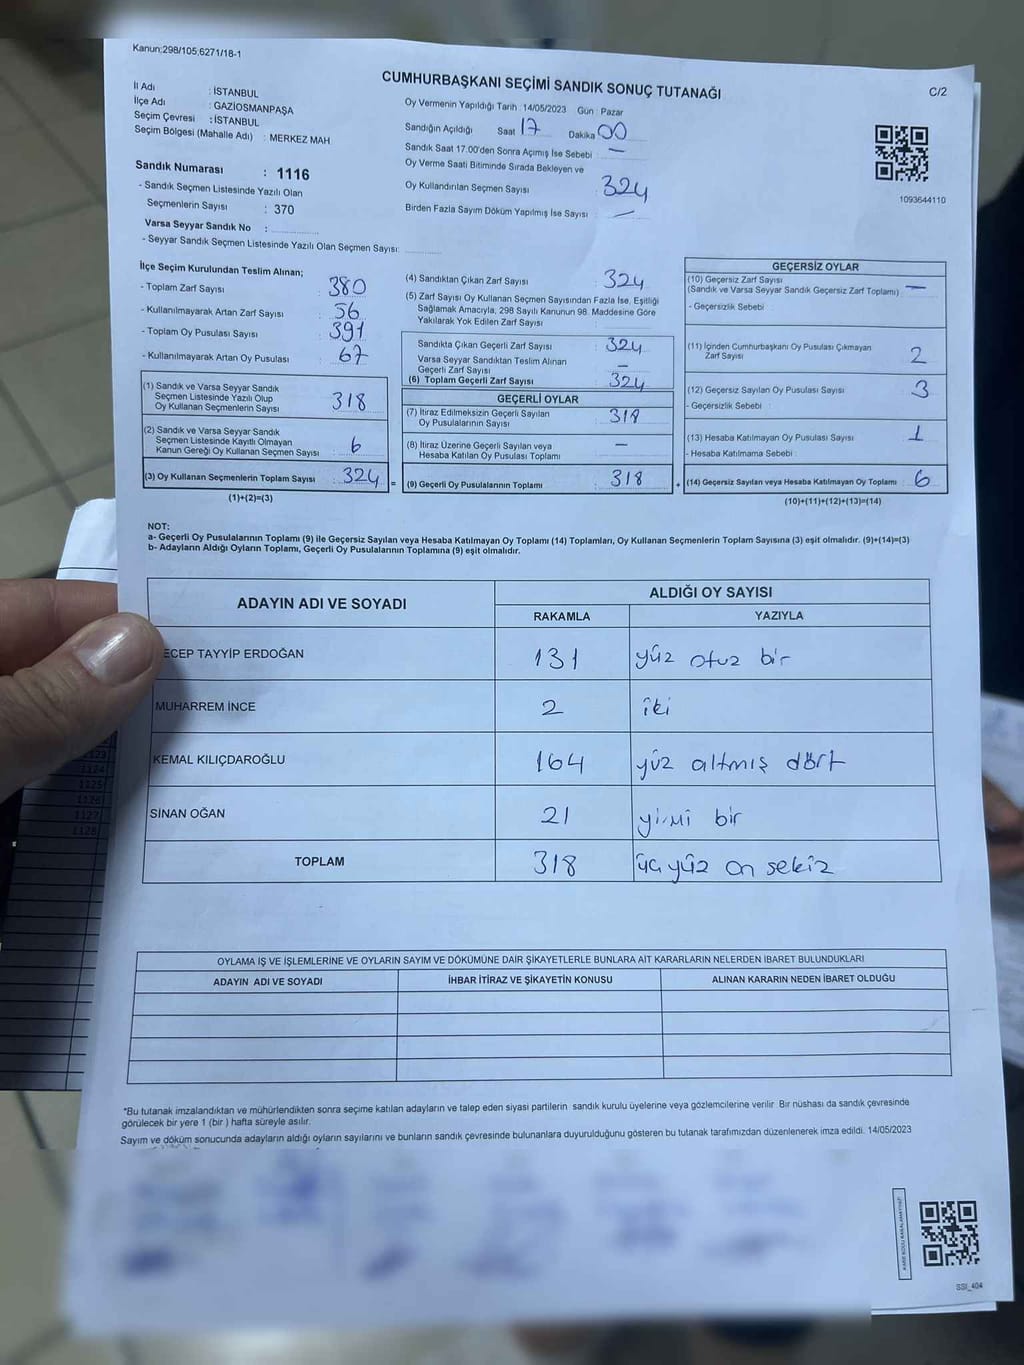 Kanun:298/105,6271/18-1
CUMHURBAŞKANI SEÇİMİ SANDIK SONUÇ TUTANAĞI
C/2
İl Adı : İSTANBUL
İlçe Adı : GAZİOSMANPAŞA
Seçim Çevresi : İSTANBUL
Seçim Bölgesi (Mahalle Adı) : MERKEZ MAH
Sandık Numarası : 1116
- Sandık Seçmen Listesinde Yazılı Olan
Seçmenlerin Sayısı : 370
Varsa Seyyar Sandık No :
- Seyyar Sandık Seçmen Listesinde Yazılı Olan Seçmen Sayısı:
Oy Vermenin Yapıldığı Tarih : 14/05/2023 Gün : Pazar
Sandığın Açıldığı Saat 17 Dakika 00
Sandık Saat 17.00'den Sonra Açımış İse Sebebi : —
Oy Verme Saati Bitiminde Sırada Bekleyen ve
Oy Kullandırılan Seçmen Sayısı : 324
Birden Fazla Sayım Döküm Yapılmış İse Sayısı : —
1093644110
İlçe Seçim Kurulundan Teslim Alınan;
- Toplam Zarf Sayısı : 380
- Kullanılmayarak Artan Zarf Sayısı : 56
- Toplam Oy Pusulası Sayısı : 391
- Kullanılmayarak Artan Oy Pusulası : 67
(1) Sandık ve Varsa Seyyar Sandık
Seçmen Listesinde Yazılı Olup
Oy Kullanan Seçmenlerin Sayısı : 318
(2) Sandık ve Varsa Seyyar Sandık
Seçmen Listesinde Kayıtlı Olmayan
Kanun Gereği Oy Kullanan Seçmen Sayısı : 6
(3) Oy Kullanan Seçmenlerin Toplam Sayısı : 324 =
(1)+(2)=(3)
(4) Sandıktan Çıkan Zarf Sayısı : 324
(5) Zarf Sayısı Oy Kullanan Seçmen Sayısından Fazla İse, Eşitliği
Sağlamak Amacıyla, 298 Sayılı Kanunun 98. Maddesine Göre
Yakılarak Yok Edilen Zarf Sayısı :
Sandıkta Çıkan Geçerli Zarf Sayısı : 324
Varsa Seyyar Sandıktan Teslim Alınan
Geçerli Zarf Sayısı : —
(6) Toplam Geçerli Zarf Sayısı : 324
GEÇERLİ OYLAR
(7) İtiraz Edilmeksizin Geçerli Sayılan
Oy Pusulalarının Sayısı : 318
(8) İtiraz Üzerine Geçerli Sayılan veya
Hesaba Katılan Oy Pusulası Toplamı : —
(9) Geçerli Oy Pusulalarının Toplamı : 318 +
GEÇERSİZ OYLAR
(10) Geçersiz Zarf Sayısı
(Sandık ve Varsa Seyyar Sandık Geçersiz Zarf Toplamı) : —
- Geçersizlik Sebebi :
(11) İçinden Cumhurbaşkanı Oy Pusulası Çıkmayan
Zarf Sayısı : 2
(12) Geçersiz Sayılan Oy Pusulası Sayısı : 3
- Geçersizlik Sebebi :
(13) Hesaba Katılmayan Oy Pusulası Sayısı : 1
- Hesaba Katılmama Sebebi :
(14) Geçersiz Sayılan veya Hesaba Katılmayan Oy Toplamı : 6
(10)+(11)+(12)+(13)=(14)
NOT:
a- Geçerli Oy Pusulalarının Toplamı (9) ile Geçersiz Sayılan veya Hesaba Katılmayan Oy Toplamı (14) Toplamları, Oy Kullanan Seçmenlerin Toplam Sayısına (3) eşit olmalıdır. (9)+(14)=(3)
b- Adayların Aldığı Oyların Toplamı, Geçerli Oy Pusulalarının Toplamına (9) eşit olmalıdır.
ADAYIN ADI VE SOYADI
ALDIĞI OY SAYISI
RAKAMLA YAZIYLA
ECEP TAYYİP ERDOĞAN 131 yüz otuz bir
MUHARREM İNCE 2 iki
KEMAL KILIÇDAROĞLU 164 yüz altmış dört
SİNAN OĞAN 21 yirmi bir
TOPLAM 318 üç yüz on sekiz
1123
1124
1125
1126
1127
1128
OYLAMA İŞ VE İŞLEMLERİNE VE OYLARIN SAYIM VE DÖKÜMÜNE DAİR ŞİKAYETLERLE BUNLARA AİT KARARLARIN NELERDEN İBARET BULUNDUKLARI
ADAYIN ADI VE SOYADI İHBAR İTİRAZ VE ŞİKAYETİN KONUSU ALINAN KARARIN NEDEN İBARET OLDUĞU
*Bu tutanak imzalandıktan ve mühürlendikten sonra seçime katılan adayların ve talep eden siyasi partilerin sandık kurulu üyelerine veya gözlemcilerine verilir Bir nüshası da sandık çevresinde
görülecek bir yere 1 (bir ) hafta süreyle asılır.
Sayım ve döküm sonucunda adayların aldığı oyların sayılarını ve bunların sandık çevresinde bulunanlara duyurulduğunu gösteren bu tutanak tarafımızdan düzenlenerek imza edildi. 14/05/2023
SSI_404